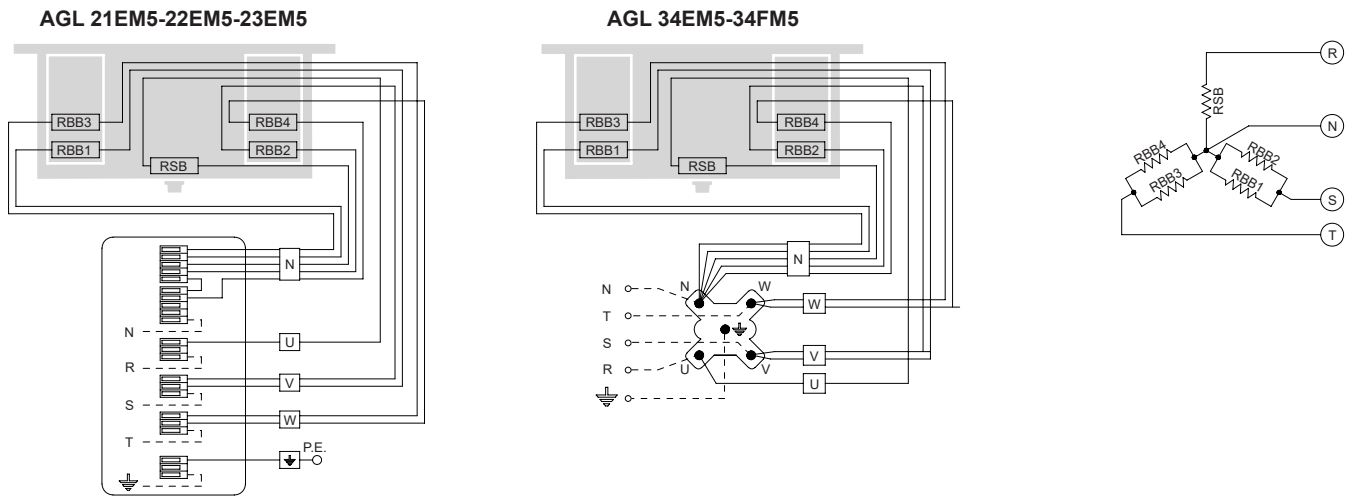 AGL 21EM5-22EM5-23EM5
RBB3
RBB4
RBB1
RBB2
RSB
N
N
U
R
V
S
W
T
P.E.
AGL 34EM5-34FM5
RBB3
RBB4
RBB1
RBB2
RSB
N
N
N
W
T
W
S
V
R
U
V
U
R
RSB
N
RBB4
RBB3
RBB2
RBB1
S
T